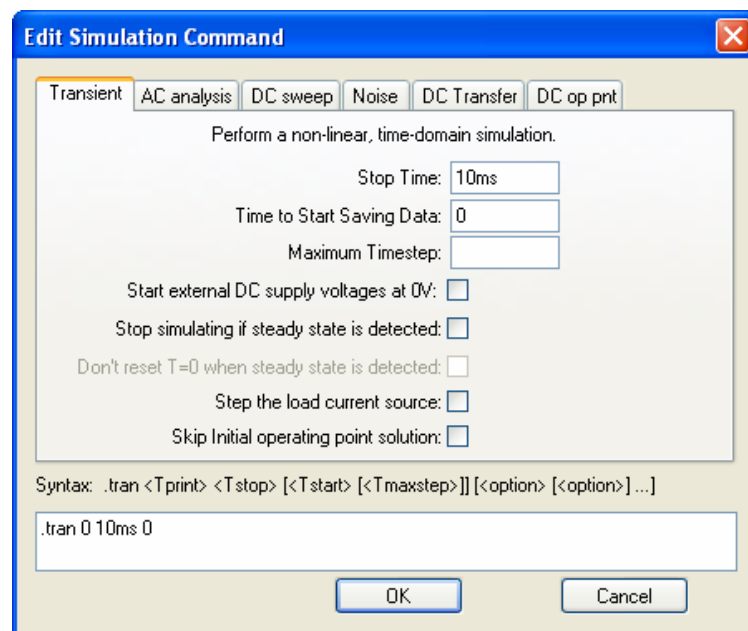 Edit Simulation Command
Transient AC analysis DC sweep Noise DC Transfer DC op pnt
Perform a non-linear, time-domain simulation.
Stop Time: 10ms
Time to Start Saving Data: 0
Maximum Timestep:
Start external DC supply voltages at 0V:
Stop simulating if steady state is detected:
Don't reset T=0 when steady state is detected:
Step the load current source:
Skip Initial operating point solution:
Syntax: .tran <Tprint> <Tstop> [<Tstart> [<Tmaxstep>]] [<option> [<option>] ...]
.tran 0 10ms 0
OK Cancel